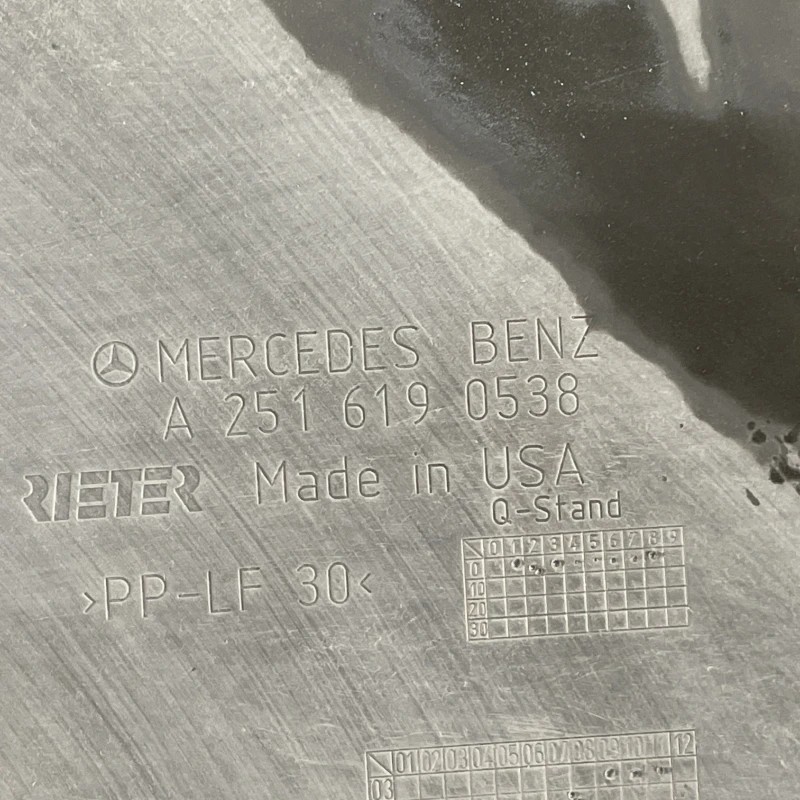 MERCEDES BENZ
A 251 619 0538
RIETER Made in USA
Q-Stand
>PP-LF 30<
0 1 2 3 4 5 6 7 8 9
0
10
20
30
01 02 03 04 05 06 07 08 09 10 11 12
03